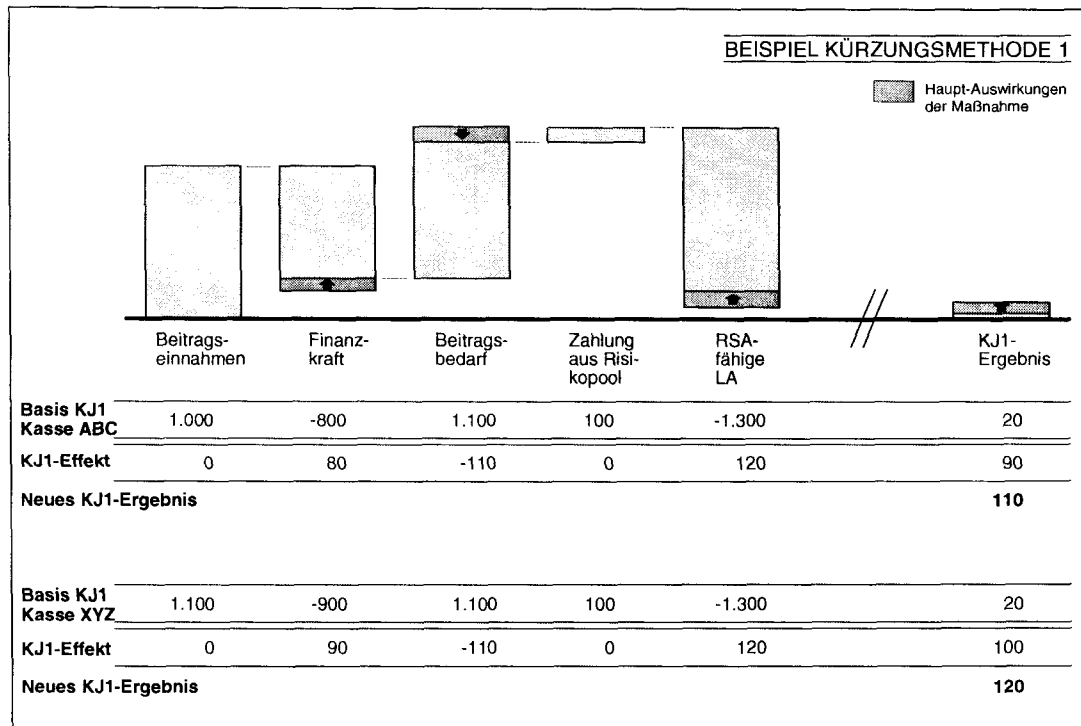 BEISPIEL KÜRZUNGSMETHODE 1
Haupt-Auswirkungen
der Maßnahme
Beitrags-
einnahmen
Finanz-
kraft
Beitrags-
bedarf
Zahlung
aus Risi-
kopool
RSA-
fähige
LA
KJ1-
Ergebnis
Basis KJ1
Kasse ABC 1.000 -800 1.100 100 -1.300 20
KJ1-Effekt 0 80 -110 0 120 90
Neues KJ1-Ergebnis 110
Basis KJ1
Kasse XYZ 1.100 -900 1.100 100 -1.300 20
KJ1-Effekt 0 90 -110 0 120 100
Neues KJ1-Ergebnis 120